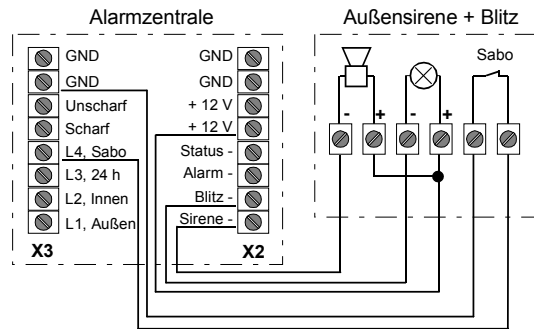 Alarmzentrale
Außensirene + Blitz
GND
GND
Unscharf
Scharf
L4, Sabo
L3, 24 h
L2, Innen
L1, Außen
X3
GND
GND
+ 12 V
+ 12 V
Status -
Alarm -
Blitz -
Sirene -
X2
Sabo
- + - +